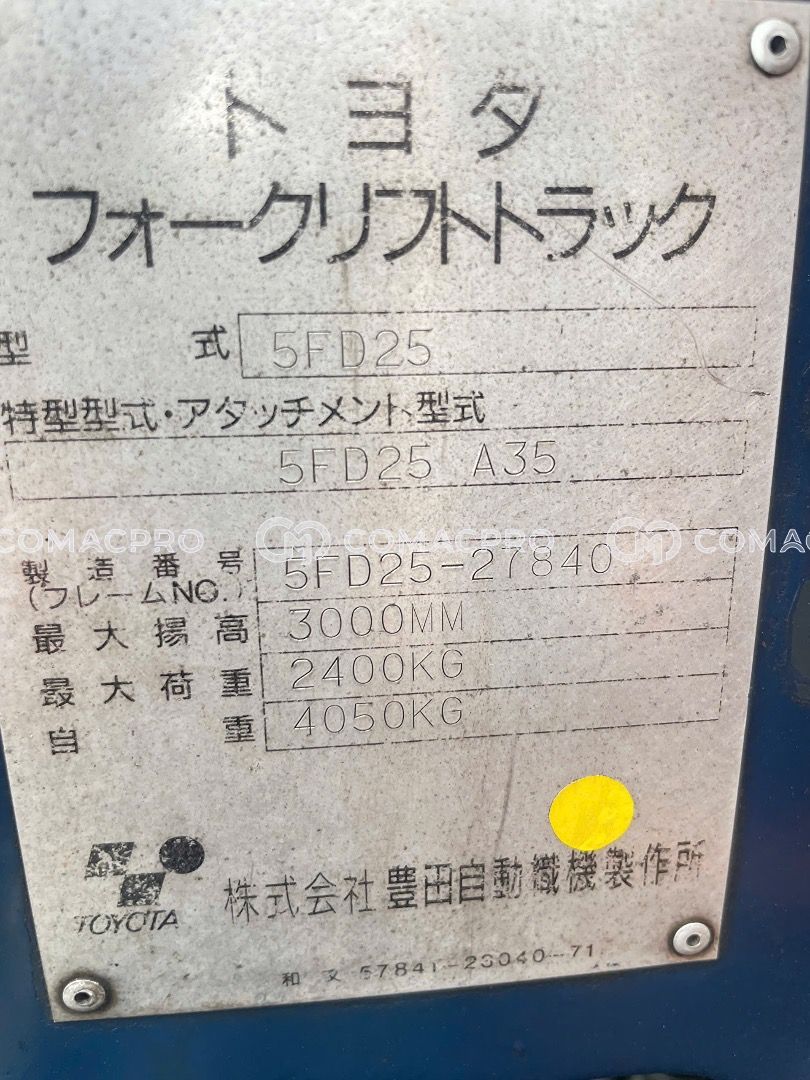 トヨタ
フォークリフトトラック
型式 5FD25
特型型式・アタッチメント型式
5FD25 A35
COMACPRO COMACPRO COMA
製造番号 5FD25-27840
(フレームNO.)
最大揚高 3000MM
最大荷重 2400KG
自重 4050KG
TOYOTA 株式会社 豊田自動織機製作所
和文 57841-23040-71